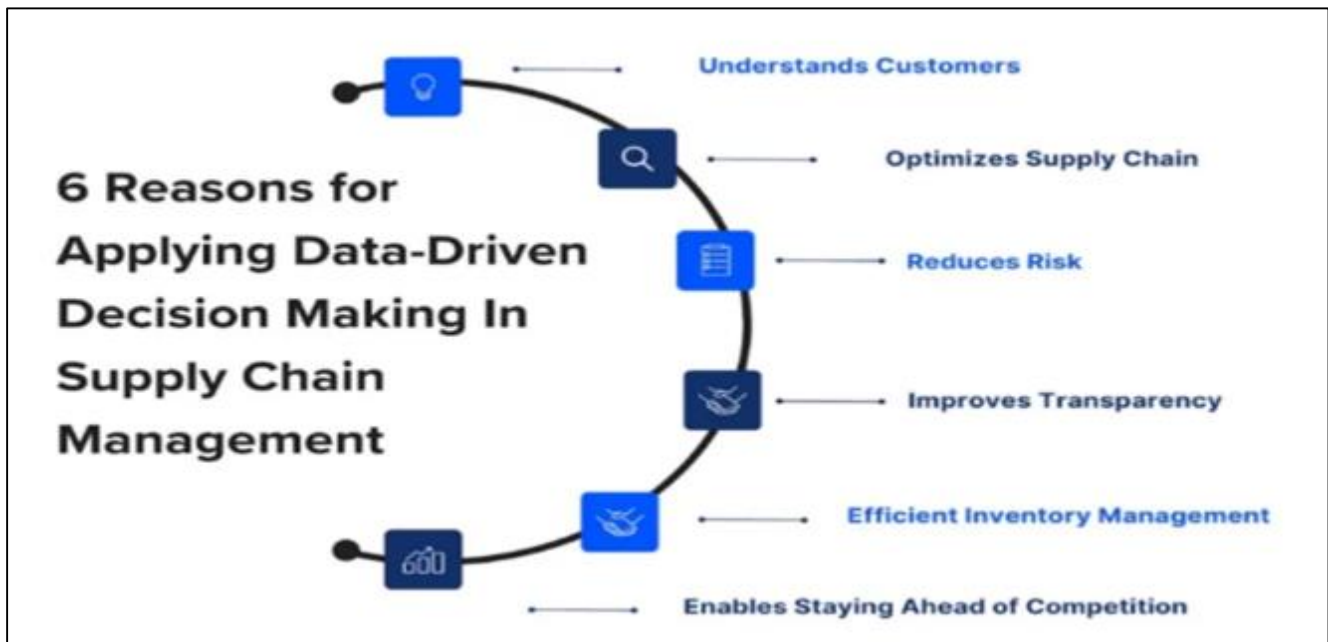 6 Reasons for
Applying Data-Driven
Decision Making In
Supply Chain
Management
Understands Customers
Optimizes Supply Chain
Reduces Risk
Improves Transparency
Efficient Inventory Management
Enables Staying Ahead of Competition